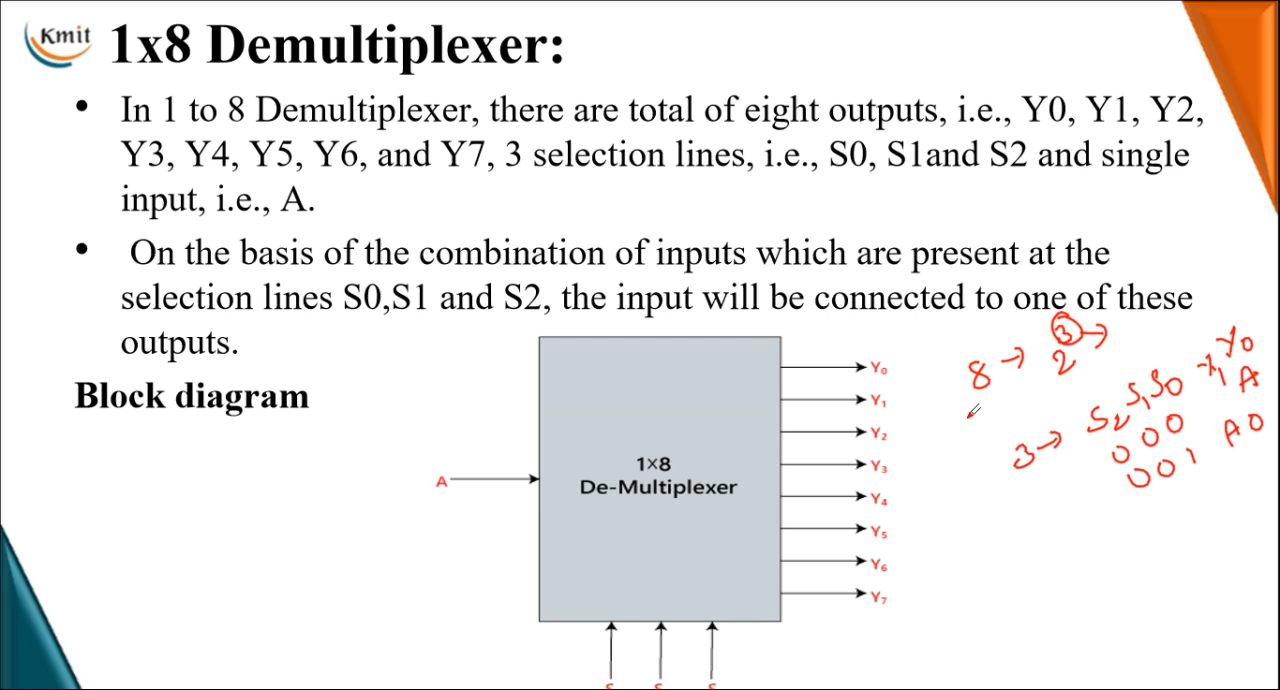 Kmit
1x8 Demultiplexer:
• In 1 to 8 Demultiplexer, there are total of eight outputs, i.e., Y0, Y1, Y2,
Y3, Y4, Y5, Y6, and Y7, 3 selection lines, i.e., S0, S1and S2 and single
input, i.e., A.
• On the basis of the combination of inputs which are present at the
selection lines S0,S1 and S2, the input will be connected to one of these
outputs.
Block diagram
A
1×8
De-Multiplexer
Y₀
Y₁
Y₂
Y₃
Y₄
Y₅
Y₆
Y₇
8 → 2³ →
3 → S₂ S₁ S₀ Y₁ Y₀
0 0 0 A
0 0 1 A 0